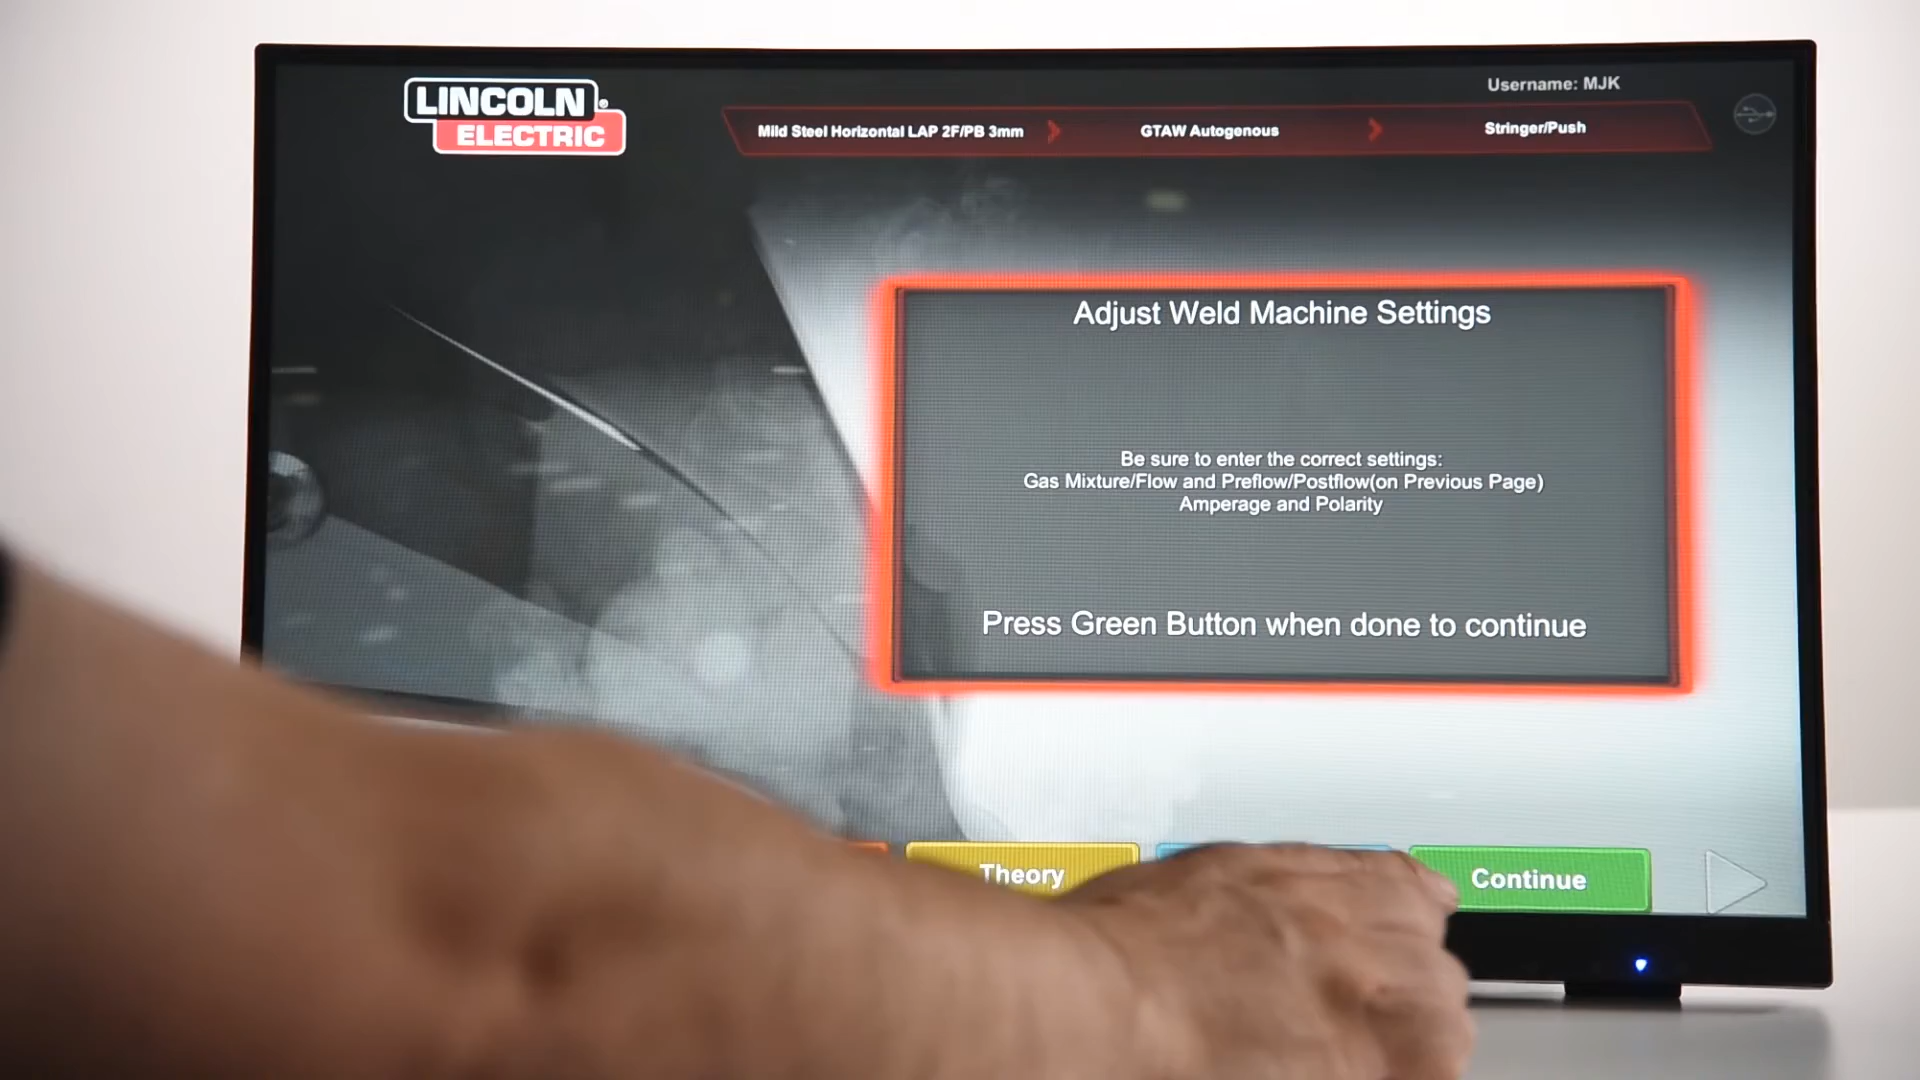 LINCOLN®
ELECTRIC
Username: MJK
Mild Steel Horizontal LAP 2F/PB 3mm
GTAW Autogenous
Stringer/Push
Adjust Weld Machine Settings
Be sure to enter the correct settings:
Gas Mixture/Flow and Preflow/Postflow(on Previous Page)
Amperage and Polarity
Press Green Button when done to continue
Theory
Continue